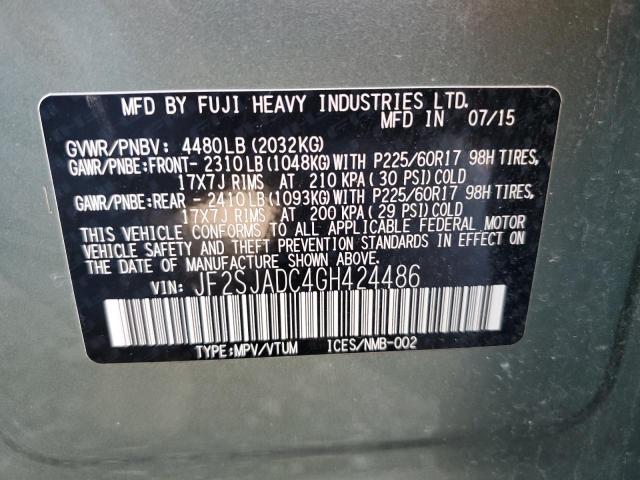 MFD BY FUJI HEAVY INDUSTRIES LTD.
MFD IN 07/15
GVWR/PNBV: 4480LB(2032KG)
GAWR/PNBE:FRONT-2310LB(1048KG)WITH P225/60R17 98H TIRES,
17X7J RIMS AT 210 KPA(30 PSI)COLD
GAWR/PNBE:REAR -2410LB(1093KG)WITH P225/60R17 98H TIRES,
17X7J RIMS AT 200 KPA(29 PSI)COLD
THIS VEHICLE CONFORMS TO ALL APPLICABLE FEDERAL MOTOR
VEHICLE SAFETY AND THEFT PREVENTION STANDARDS IN EFFECT ON
THE DATE OF MANUFACTURE SHOWN ABOVE.
VIN: JF2SJADC4GH424486
TYPE:MPV/VTUM ICES/NMB-002